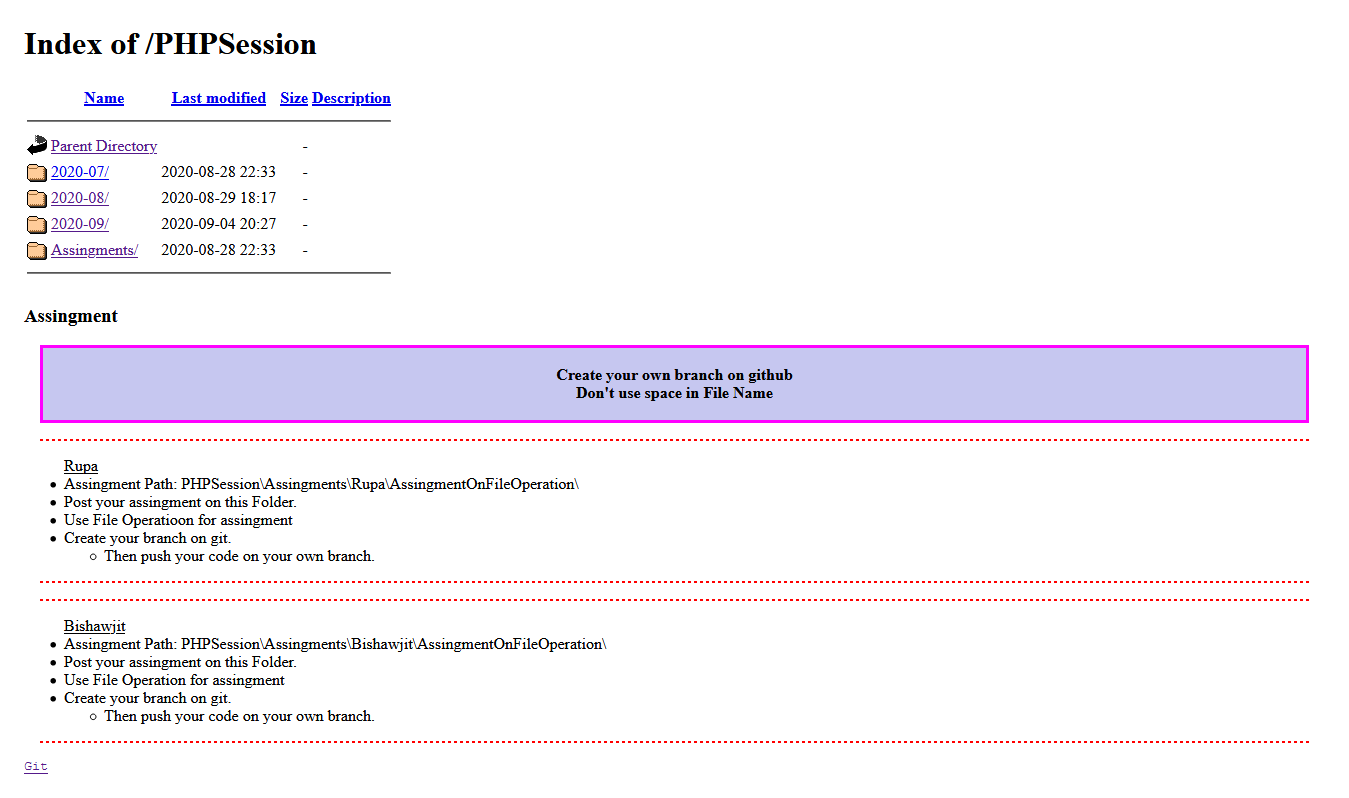 Index of /PHPSession
Name Last modified Size Description
Parent Directory -
2020-07/ 2020-08-28 22:33 -
2020-08/ 2020-08-29 18:17 -
2020-09/ 2020-09-04 20:27 -
Assingments/ 2020-08-28 22:33 -
Assingment
Create your own branch on github
Don't use space in File Name
Rupa
Assingment Path: PHPSession\Assingments\Rupa\AssingmentOnFileOperation\
Post your assingment on this Folder.
Use File Operatioon for assingment
Create your branch on git.
Then push your code on your own branch.
Bishawjit
Assingment Path: PHPSession\Assingments\Bishawjit\AssingmentOnFileOperation\
Post your assingment on this Folder.
Use File Operation for assingment
Create your branch on git.
Then push your code on your own branch.
Git